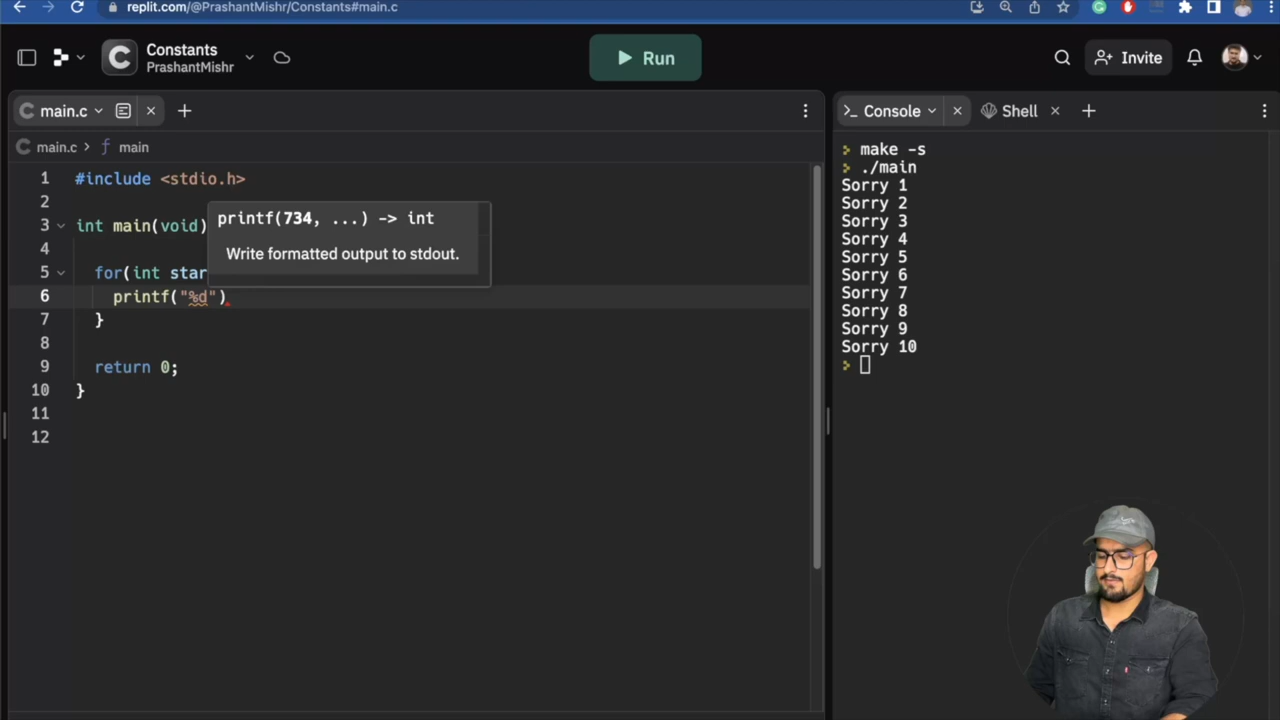 replit.com/@PrashantMishr/Constants#main.c
Constants
PrashantMishr
Run
Invite
main.c
Console
Shell
main.c > main
1 #include <stdio.h>
2
3 int main(void)
4
5 for(int star
6 printf("%d")
7 }
8
9 return 0;
10 }
11
12
printf(734, ...) -> int
Write formatted output to stdout.
> make -s
> ./main
Sorry 1
Sorry 2
Sorry 3
Sorry 4
Sorry 5
Sorry 6
Sorry 7
Sorry 8
Sorry 9
Sorry 10
>